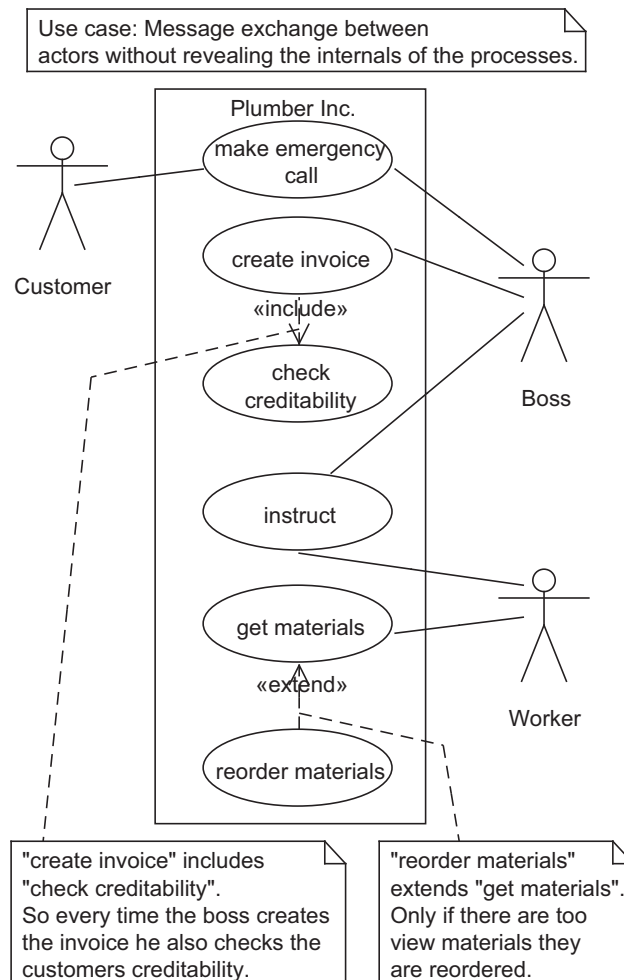 Use case: Message exchange between
actors without revealing the internals of the processes.
Plumber Inc.
make emergency
call
Customer
create invoice
«include»
check
creditability
Boss
instruct
get materials
«extend»
Worker
reorder materials
"create invoice" includes
"check creditability".
So every time the boss creates
the invoice he also checks the
customers creditability.
"reorder materials"
extends "get materials".
Only if there are too
view materials they
are reordered.